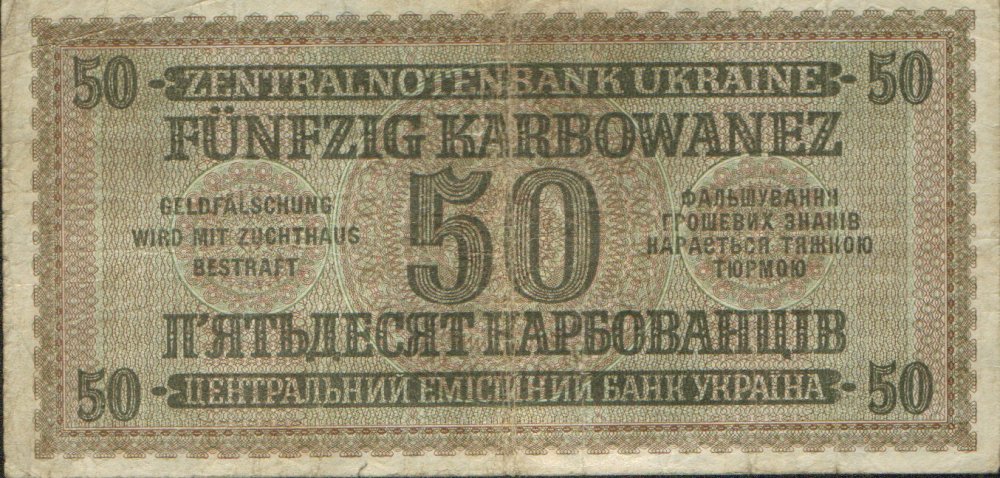 50 ZENTRALNOTENBANK UKRAINE 50
FÜNFZIG KARBOWANEZ
GELDFÄLSCHUNG
WIRD MIT ZUCHTHAUS
BESTRAFT
50
ФАЛЬШУВАННЯ
ГРОШЕВИХ ЗНАКІВ
КАРАЄТЬСЯ ТЯЖКОЮ
ТЮРМОЮ
П'ЯТЬДЕСЯТ КАРБОВАНЦІВ
50 ЦЕНТРАЛЬНИЙ ЕМІСІЙНИЙ БАНК УКРАЇНА 50